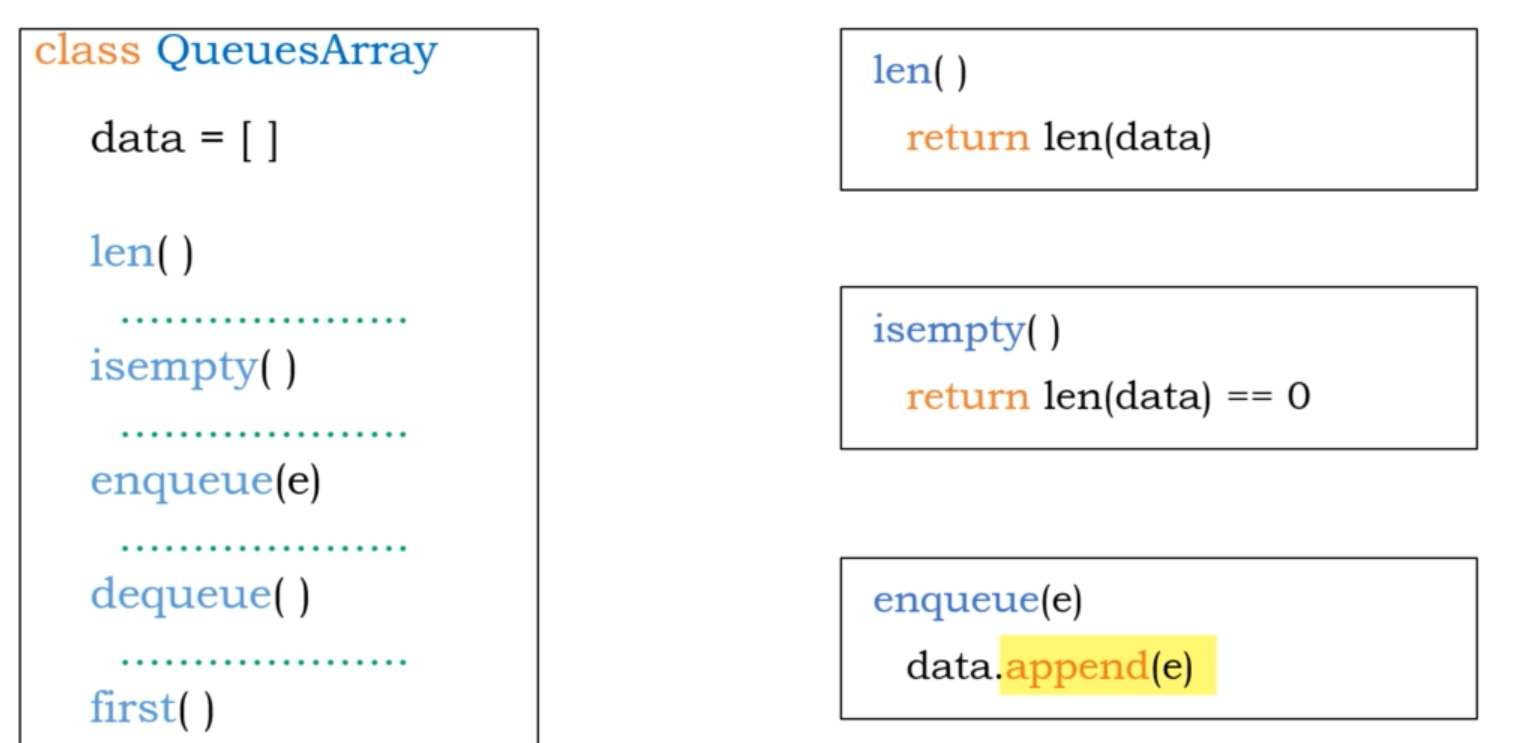 class QueuesArray
data = [ ]
len( )
....................
isempty( )
....................
enqueue(e)
....................
dequeue( )
....................
first( )
len( )
return len(data)
isempty( )
return len(data) == 0
enqueue(e)
data.append(e)